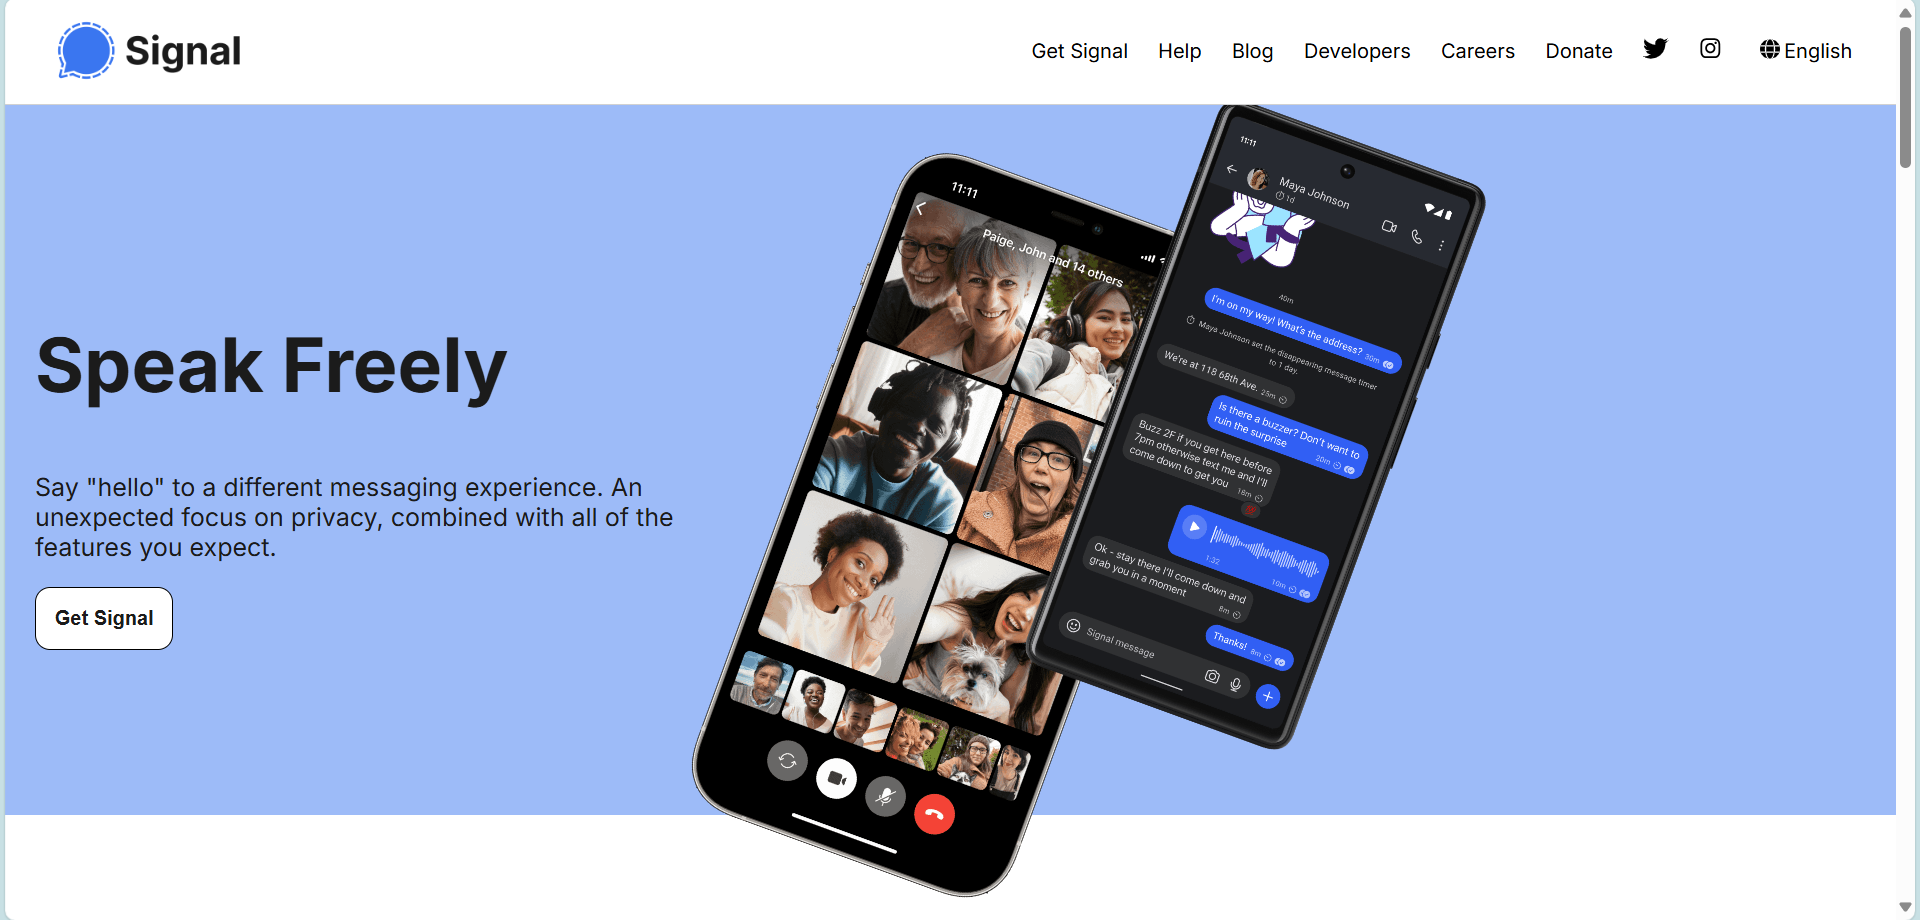 Signal
Get Signal
Help
Blog
Developers
Careers
Donate
English
Speak Freely
Say "hello" to a different messaging experience. An
unexpected focus on privacy, combined with all of the
features you expect.
Get Signal
11:11
Paige, John and 14 others
11:11
Maya Johnson
1d
40m
I'm on my way! What's the address? 30m
Maya Johnson set the disappearing message timer
to 1 day.
We're at 118 68th Ave. 25m
Is there a buzzer? Don't want to
ruin the surprise
20m
Buzz 2F if you get here before
7pm otherwise text me and I'll
come down to get you
18m
1:32
10m
Ok - stay there I'll come down and
grab you in a moment
8m
Thanks! 8m
Signal message